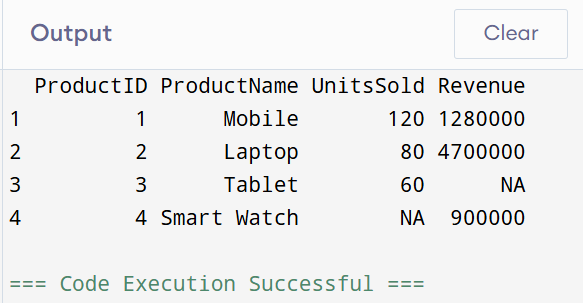 Output
Clear
ProductID ProductName UnitsSold Revenue
1 1 Mobile 120 1280000
2 2 Laptop 80 4700000
3 3 Tablet 60 NA
4 4 Smart Watch NA 900000
=== Code Execution Successful ===